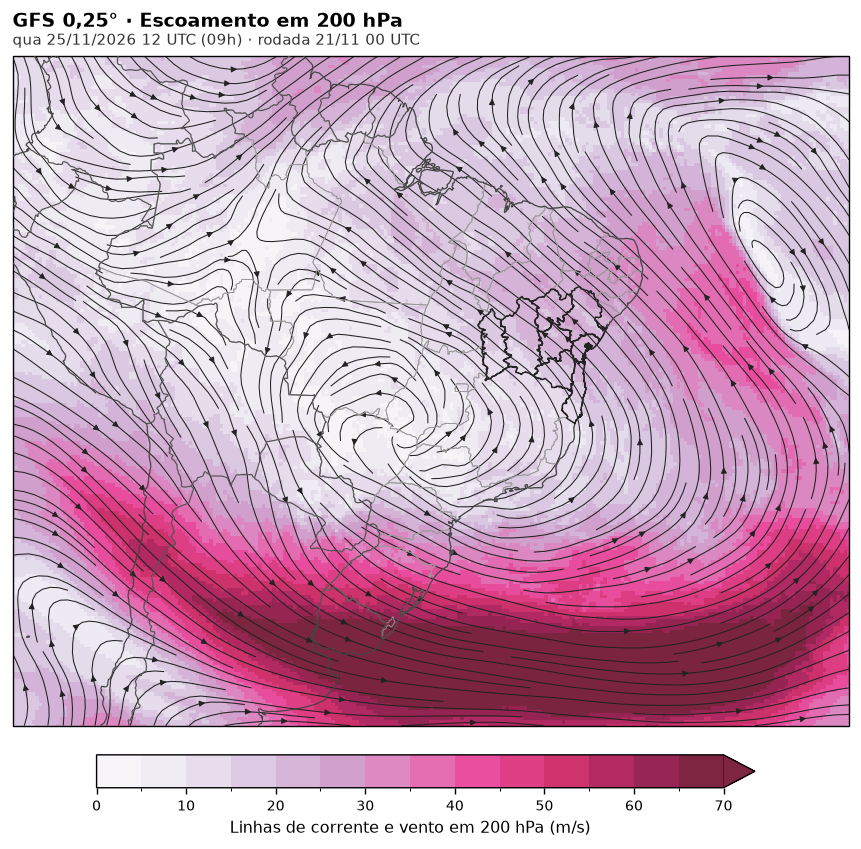 GFS 0,25° · Escoamento em 200 hPa
qua 25/11/2026 12 UTC (09h) · rodada 21/11 00 UTC
0 10 20 30 40 50 60 70
Linhas de corrente e vento em 200 hPa (m/s)